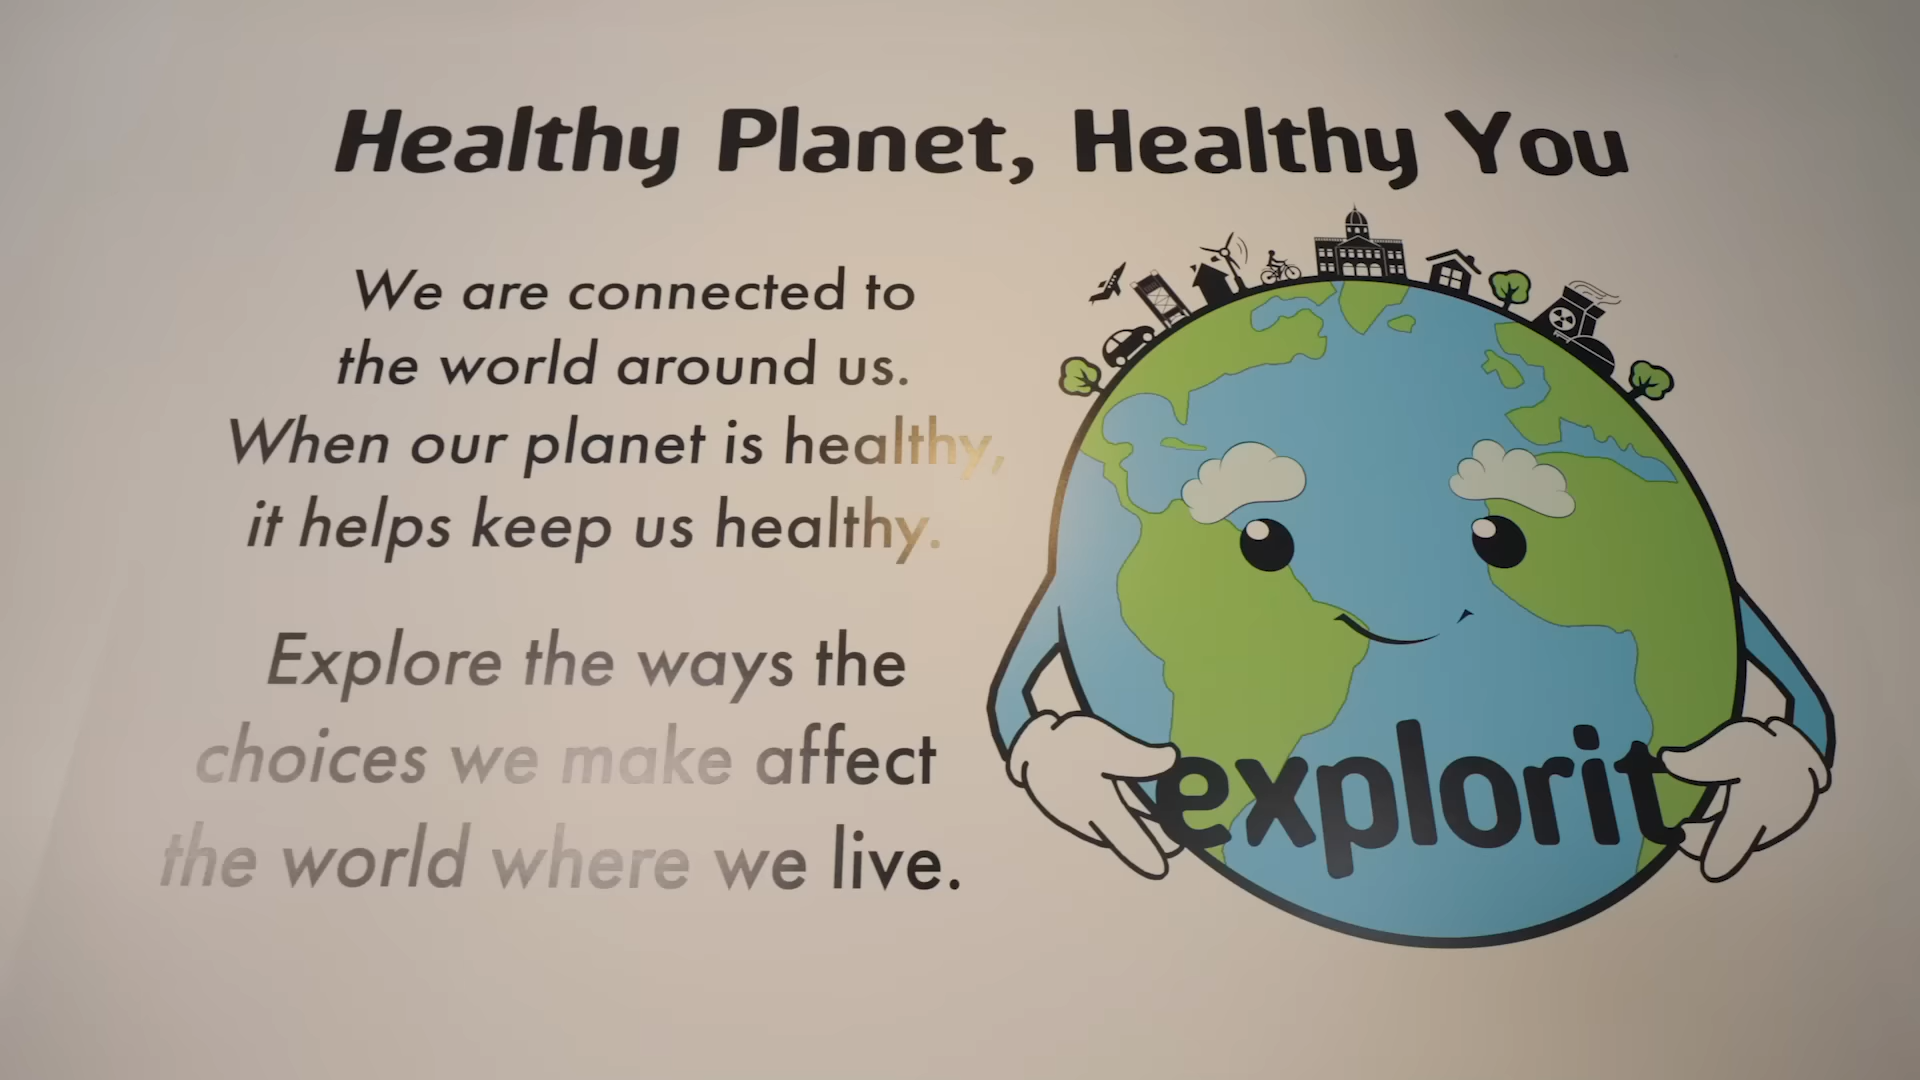 Healthy Planet, Healthy You
We are connected to
the world around us.
When our planet is healthy,
it helps keep us healthy.
Explore the ways the
choices we make affect
the world where we live.
explorit